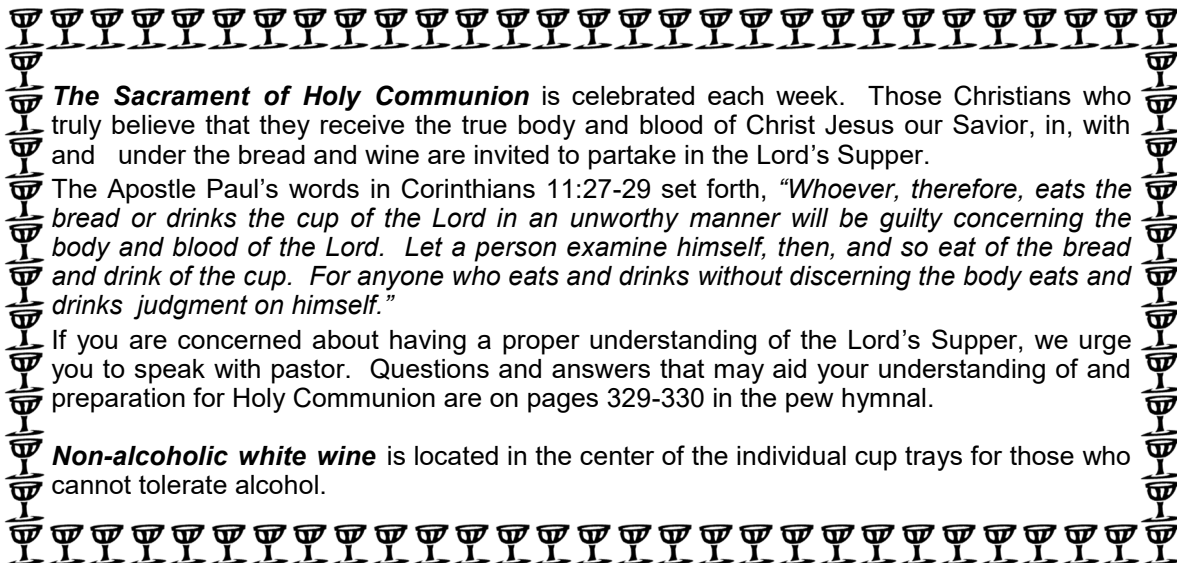 The Sacrament of Holy Communion is celebrated each week. Those Christians who
truly believe that they receive the true body and blood of Christ Jesus our Savior, in, with
and under the bread and wine are invited to partake in the Lord’s Supper.
The Apostle Paul’s words in Corinthians 11:27-29 set forth, “Whoever, therefore, eats the
bread or drinks the cup of the Lord in an unworthy manner will be guilty concerning the
body and blood of the Lord. Let a person examine himself, then, and so eat of the bread
and drink of the cup. For anyone who eats and drinks without discerning the body eats and
drinks judgment on himself.”
If you are concerned about having a proper understanding of the Lord’s Supper, we urge
you to speak with pastor. Questions and answers that may aid your understanding of and
preparation for Holy Communion are on pages 329-330 in the pew hymnal.
Non-alcoholic white wine is located in the center of the individual cup trays for those who
cannot tolerate alcohol.